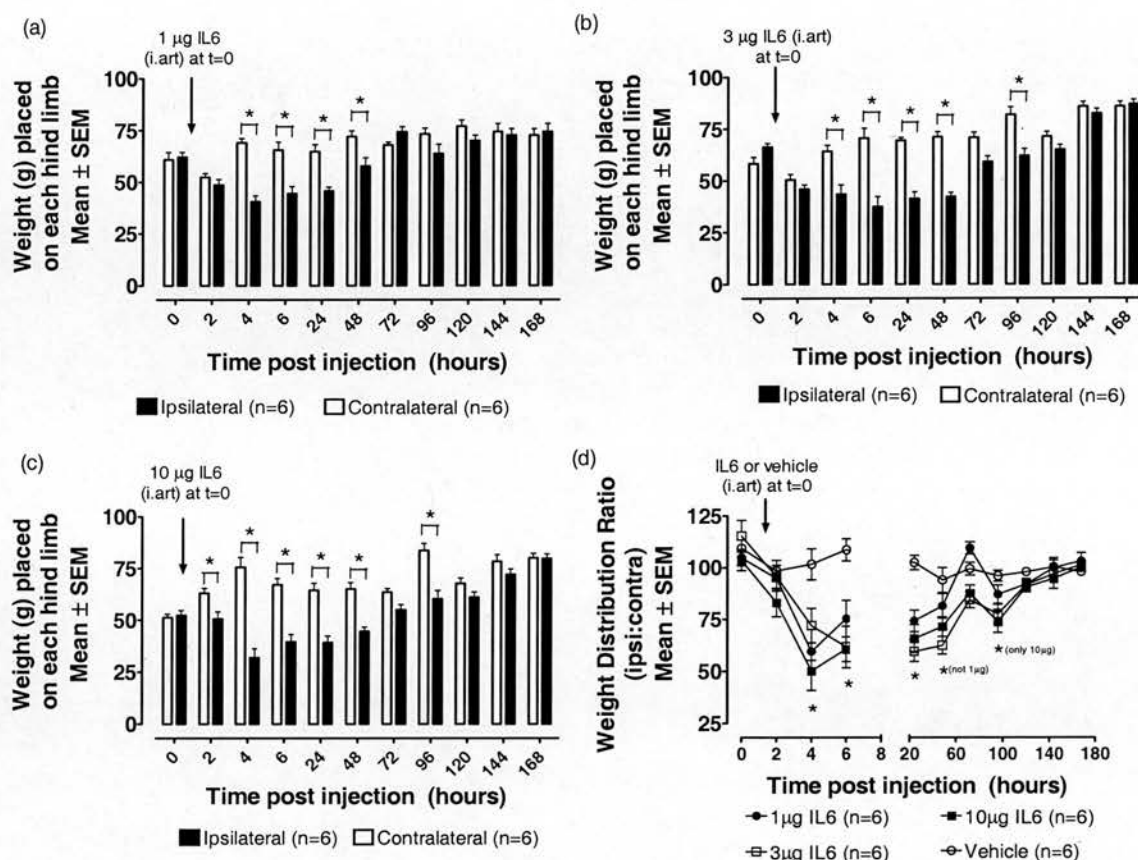 (a)
1 µg IL6
(i.art) at t=0
Weight (g) placed
on each hind limb
Mean ± SEM
100
75
50
25
0
* * * *
0 2 4 6 24 48 72 96 120 144 168
Time post injection (hours)
Ipsilateral (n=6) Contralateral (n=6)
(b)
3 µg IL6 (i.art)
at t=0
Weight (g) placed
on each hind limb
Mean ± SEM
100
75
50
25
0
* * * * *
0 2 4 6 24 48 72 96 120 144 168
Time post injection (hours)
Ipsilateral (n=6) Contralateral (n=6)
(c)
10 µg IL6
(i.art) at t=0
Weight (g) placed
on each hind limb
Mean ± SEM
100
75
50
25
0
* * * * * *
0 2 4 6 24 48 72 96 120 144 168
Time post injection (hours)
Ipsilateral (n=6) Contralateral (n=6)
(d)
IL6 or vehicle
(i.art) at t=0
Weight Distribution Ratio
(ipsi:contra)
Mean ± SEM
125
100
75
50
25
* (only 10µg)
* *(not 1µg)
*
*
0 2 4 6 8 20 60 100 140 180
Time post injection (hours)
1µg IL6 (n=6) 10µg IL6 (n=6)
3µg IL6 (n=6) Vehicle (n=6)